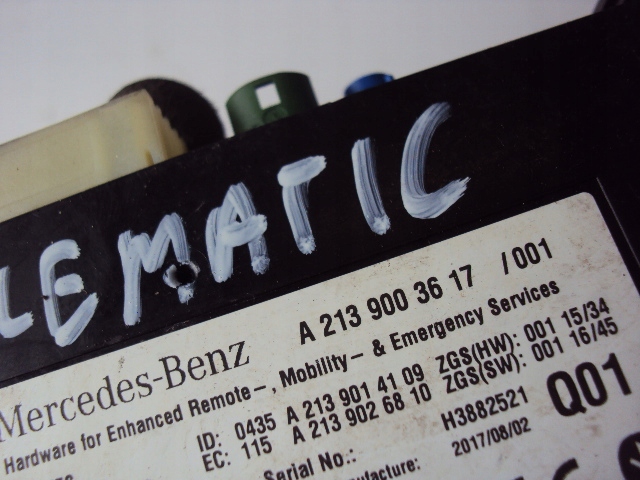 LEMATIC
A 213 900 36 17 /001
Mercedes-Benz
Hardware for Enhanced Remote-, Mobility- & Emergency Services
ID: 0435 A 213 901 41 09 ZGS(HW): 001 15/34
EC: 115 A 213 902 68 10 ZGS(SW): 001 16/45
Serial No.: H3882521 Q01
2017/08/02